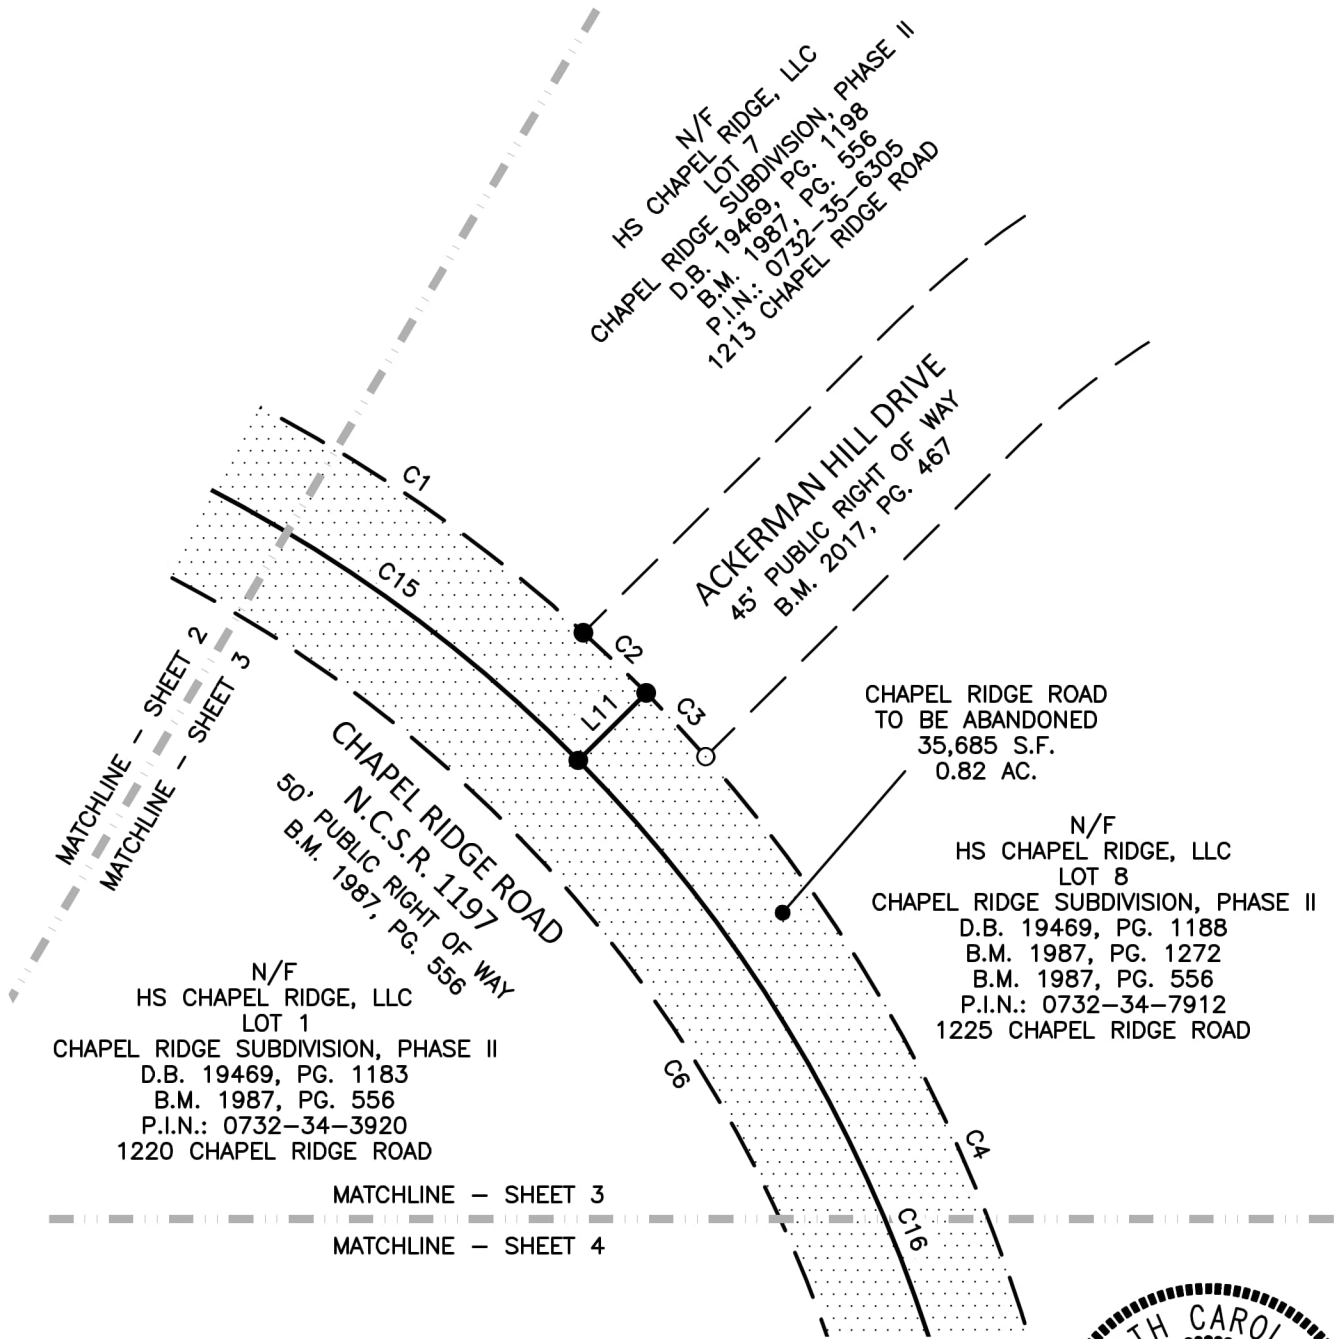 N/F
HS CHAPEL RIDGE, LLC
LOT 7
CHAPEL RIDGE SUBDIVISION, PHASE II
D.B. 19469, PG. 1198
B.M. 1987, PG. 556
P.I.N.: 0732-35-6305
1213 CHAPEL RIDGE ROAD
ACKERMAN HILL DRIVE
45' PUBLIC RIGHT OF WAY
B.M. 2017, PG. 467
C1
C15
C2
L11
C3
MATCHLINE - SHEET 2
MATCHLINE - SHEET 3
CHAPEL RIDGE ROAD
N.C.S.R. 1197
50' PUBLIC RIGHT OF WAY
B.M. 1987, PG. 556
CHAPEL RIDGE ROAD
TO BE ABANDONED
35,685 S.F.
0.82 AC.
N/F
HS CHAPEL RIDGE, LLC
LOT 8
CHAPEL RIDGE SUBDIVISION, PHASE II
D.B. 19469, PG. 1188
B.M. 1987, PG. 1272
B.M. 1987, PG. 556
P.I.N.: 0732-34-7912
1225 CHAPEL RIDGE ROAD
N/F
HS CHAPEL RIDGE, LLC
LOT 1
CHAPEL RIDGE SUBDIVISION, PHASE II
D.B. 19469, PG. 1183
B.M. 1987, PG. 556
P.I.N.: 0732-34-3920
1220 CHAPEL RIDGE ROAD
C6
C4
C16
MATCHLINE - SHEET 3
MATCHLINE - SHEET 4
TH CAROL